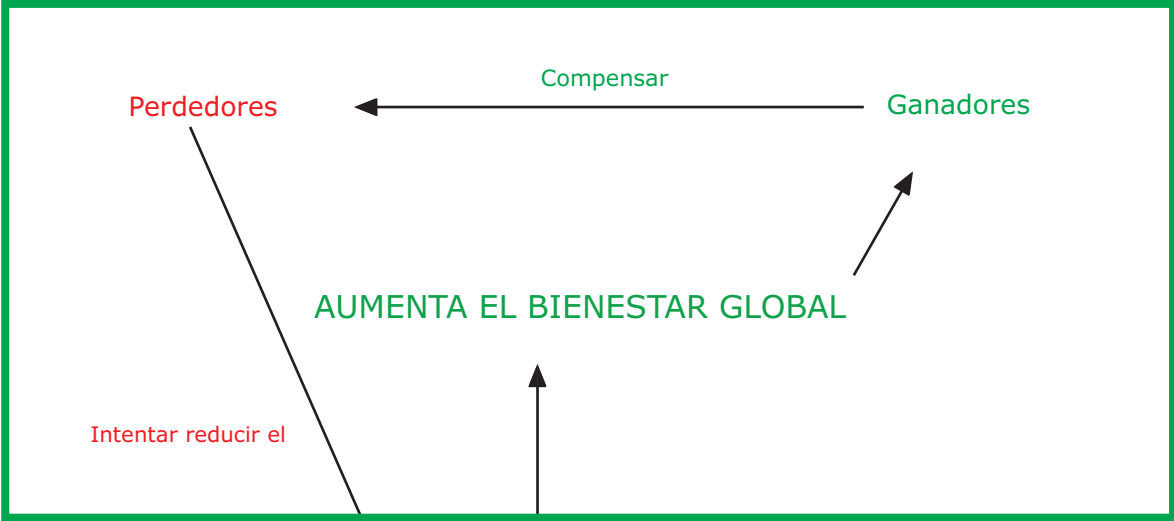 Compensar
Perdedores
Ganadores
AUMENTA EL BIENESTAR GLOBAL
Intentar reducir el